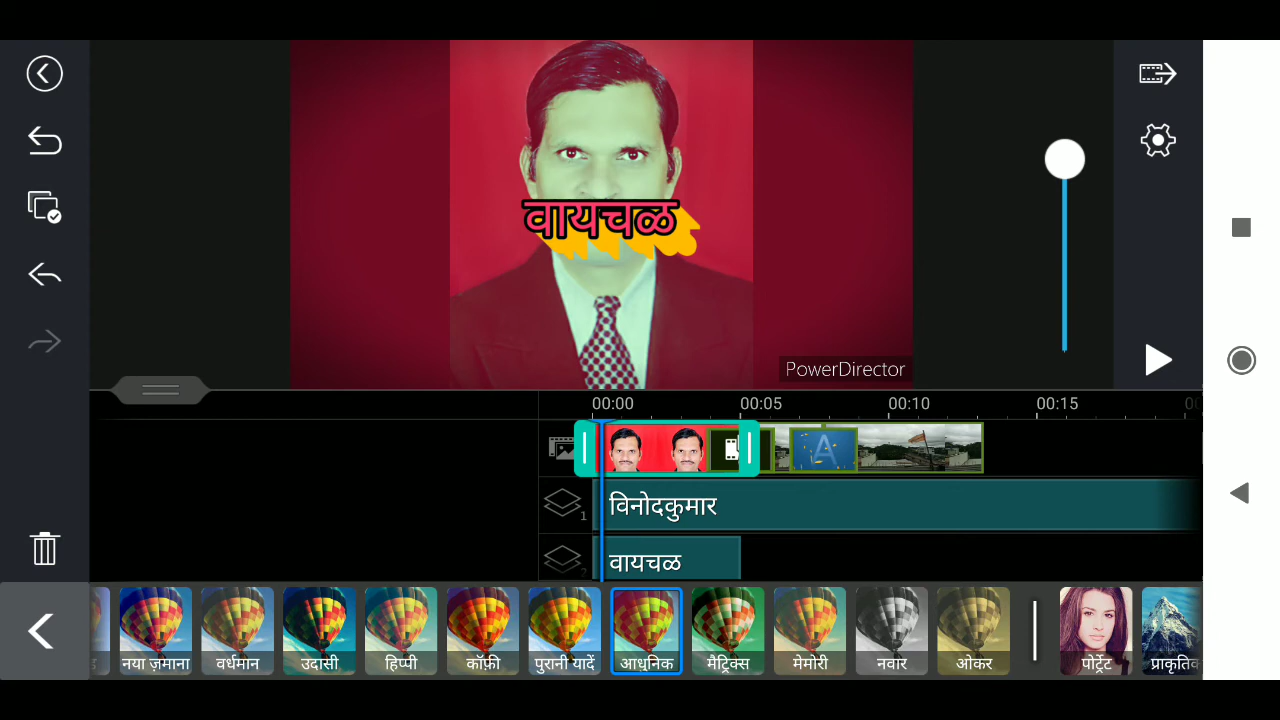 वायचळ
PowerDirector
00:00
00:05
00:10
00:15
A
विनोदकुमार
1
वायचळ
नया ज़माना
वर्धमान
उदासी
हिप्पी
कॉफ़ी
पुरानी यादें
आधुनिक
मैट्रिक्स
मेमोरी
नवार
ओकर
पोर्ट्रेट
प्राकृतिक